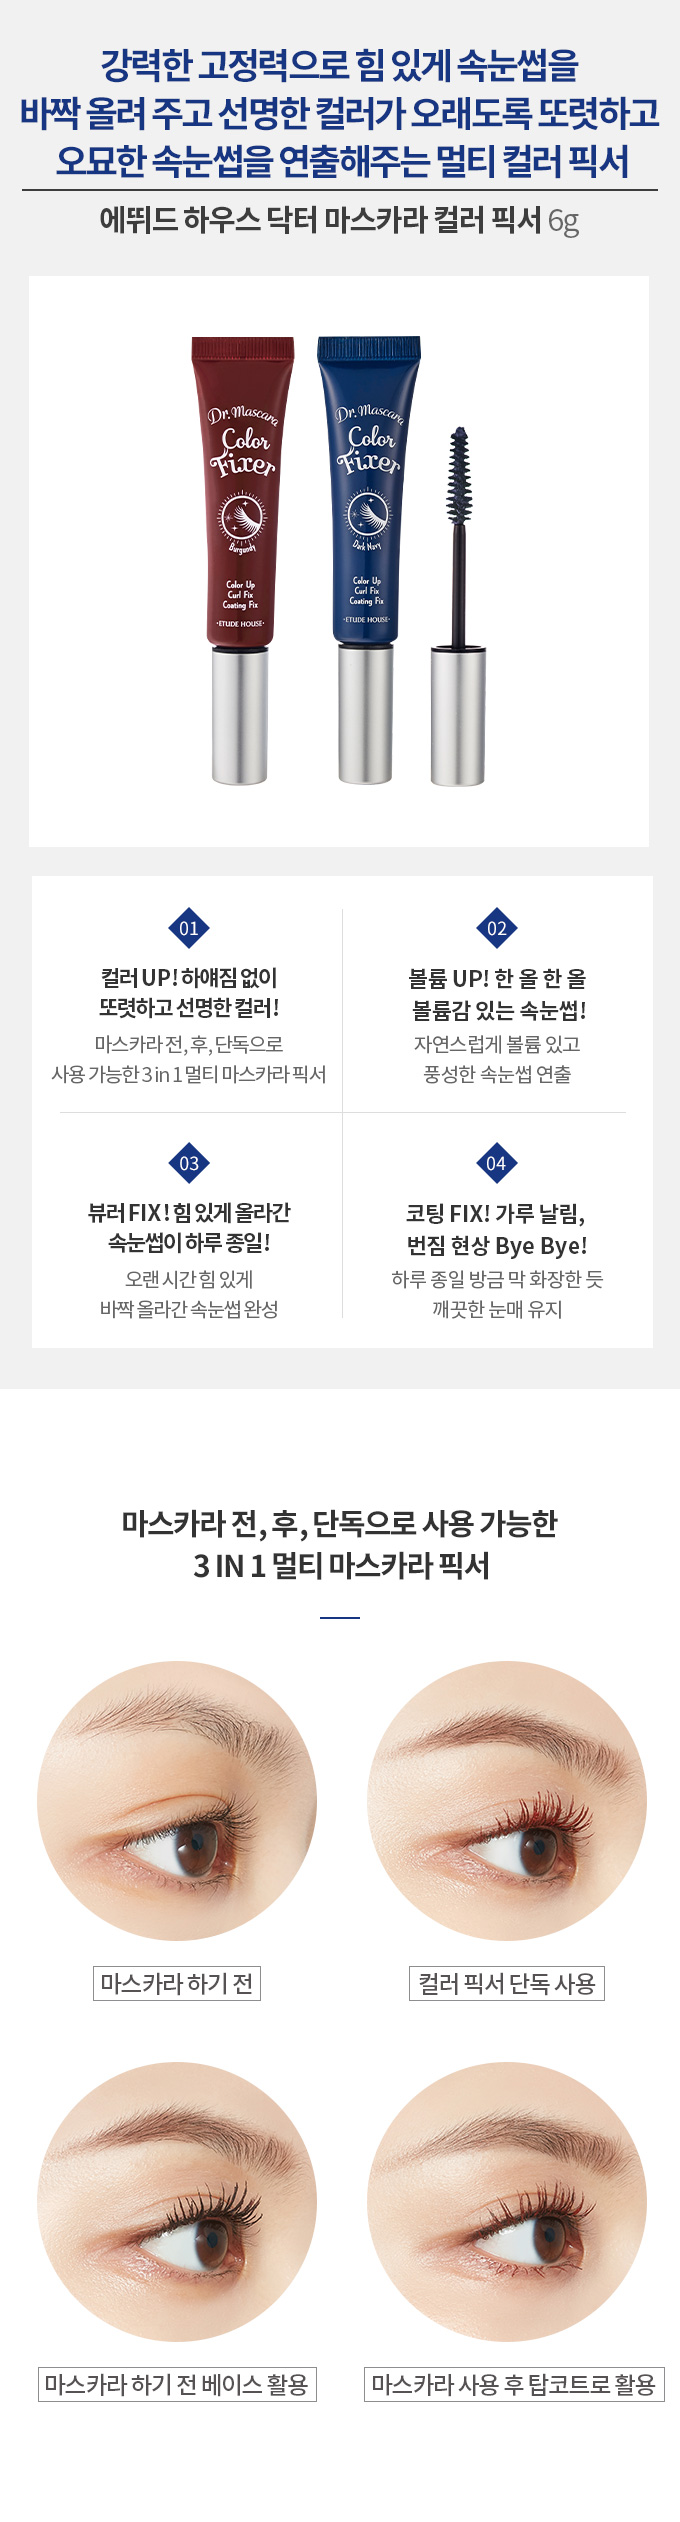 강력한 고정력으로 힘 있게 속눈썹을
바짝 올려 주고 선명한 컬러가 오래도록 또렷하고
오묘한 속눈썹을 연출해주는 멀티 컬러 픽서
에뛰드 하우스 닥터 마스카라 컬러 픽서 6g
Dr. Mascara
Color
Fixer
Burgundy
Color Up
Curl Fix
Coating Fix
·ETUDE HOUSE·
Dr. Mascara
Color
Fixer
Dark Navy
Color Up
Curl Fix
Coating Fix
·ETUDE HOUSE·
01
컬러 UP! 하얘짐 없이
또렷하고 선명한 컬러!
마스카라 전, 후, 단독으로
사용 가능한 3 in 1 멀티 마스카라 픽서
02
볼륨 UP! 한 올 한 올
볼륨감 있는 속눈썹!
자연스럽게 볼륨 있고
풍성한 속눈썹 연출
03
뷰러 FIX! 힘 있게 올라간
속눈썹이 하루 종일!
오랜 시간 힘 있게
바짝 올라간 속눈썹 완성
04
코팅 FIX! 가루 날림,
번짐 현상 Bye Bye!
하루 종일 방금 막 화장한 듯
깨끗한 눈매 유지
마스카라 전, 후, 단독으로 사용 가능한
3 IN 1 멀티 마스카라 픽서
마스카라 하기 전
컬러 픽서 단독 사용
마스카라 하기 전 베이스 활용
마스카라 사용 후 탑코트로 활용